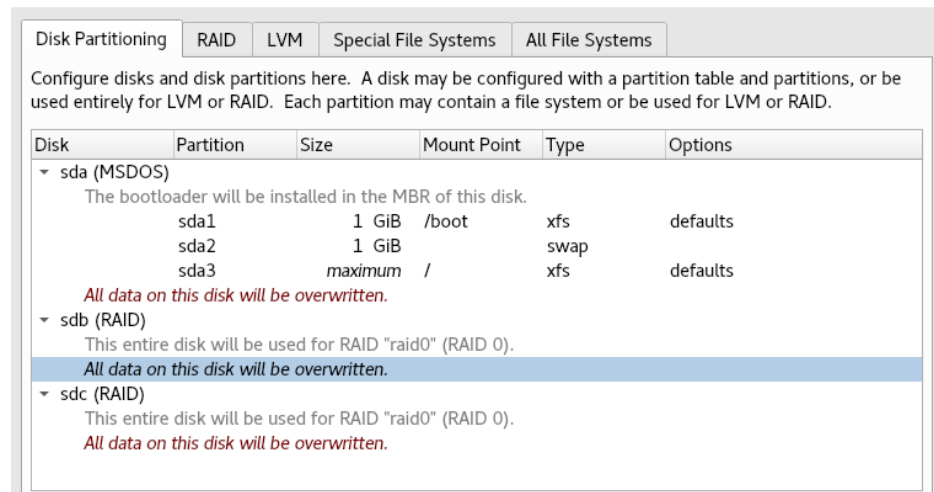 Disk Partitioning RAID LVM Special File Systems All File Systems
Configure disks and disk partitions here.  A disk may be configured with a partition table and partitions, or be
used entirely for LVM or RAID.  Each partition may contain a file system or be used for LVM or RAID.
Disk Partition Size Mount Point Type Options
sda (MSDOS)
The bootloader will be installed in the MBR of this disk.
sda1 1 GiB /boot xfs defaults
sda2 1 GiB swap
sda3 maximum / xfs defaults
All data on this disk will be overwritten.
sdb (RAID)
This entire disk will be used for RAID "raid0" (RAID 0).
All data on this disk will be overwritten.
sdc (RAID)
This entire disk will be used for RAID "raid0" (RAID 0).
All data on this disk will be overwritten.